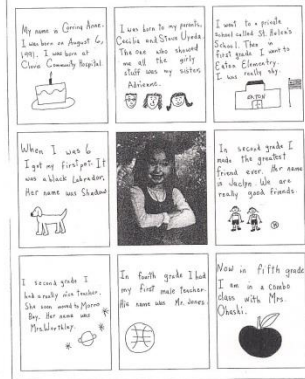 My name is Corrina Anne.
I was born on August 6,
1991. I was born at
Clovis Community Hospital.
I was born to my parents,
Cecilia and Steve Ureda.
The one who showed
me all the girly
stuff was my sister,
Adrienne.
I went to a private
school called St. Helen's
School. Then in
first grade I went to
Eaton Elementry.
I was really shy.
EATON
When I was 6
I got my first pet. It
was a black Labrador.
Her name was Shadow
In second grade I
made the greatest
friend ever. Her name
is Jaclyn. We are
really good friends.
I second grade I
had a really nice teacher.
She even moved to Morro
Bay. Her name was
Mrs. Worthley.
In fourth grade I had
my first male teacher.
His name was Mr. Jones.
Now in fifth grade
I am in a combo
class with Mrs.
Ohashi.